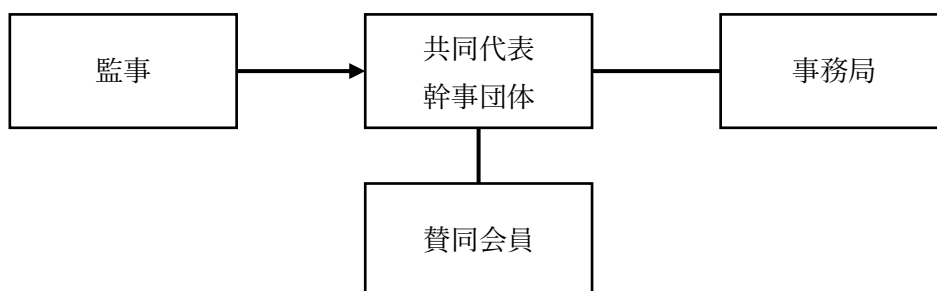 監事
共同代表
幹事団体
事務局
賛同会員